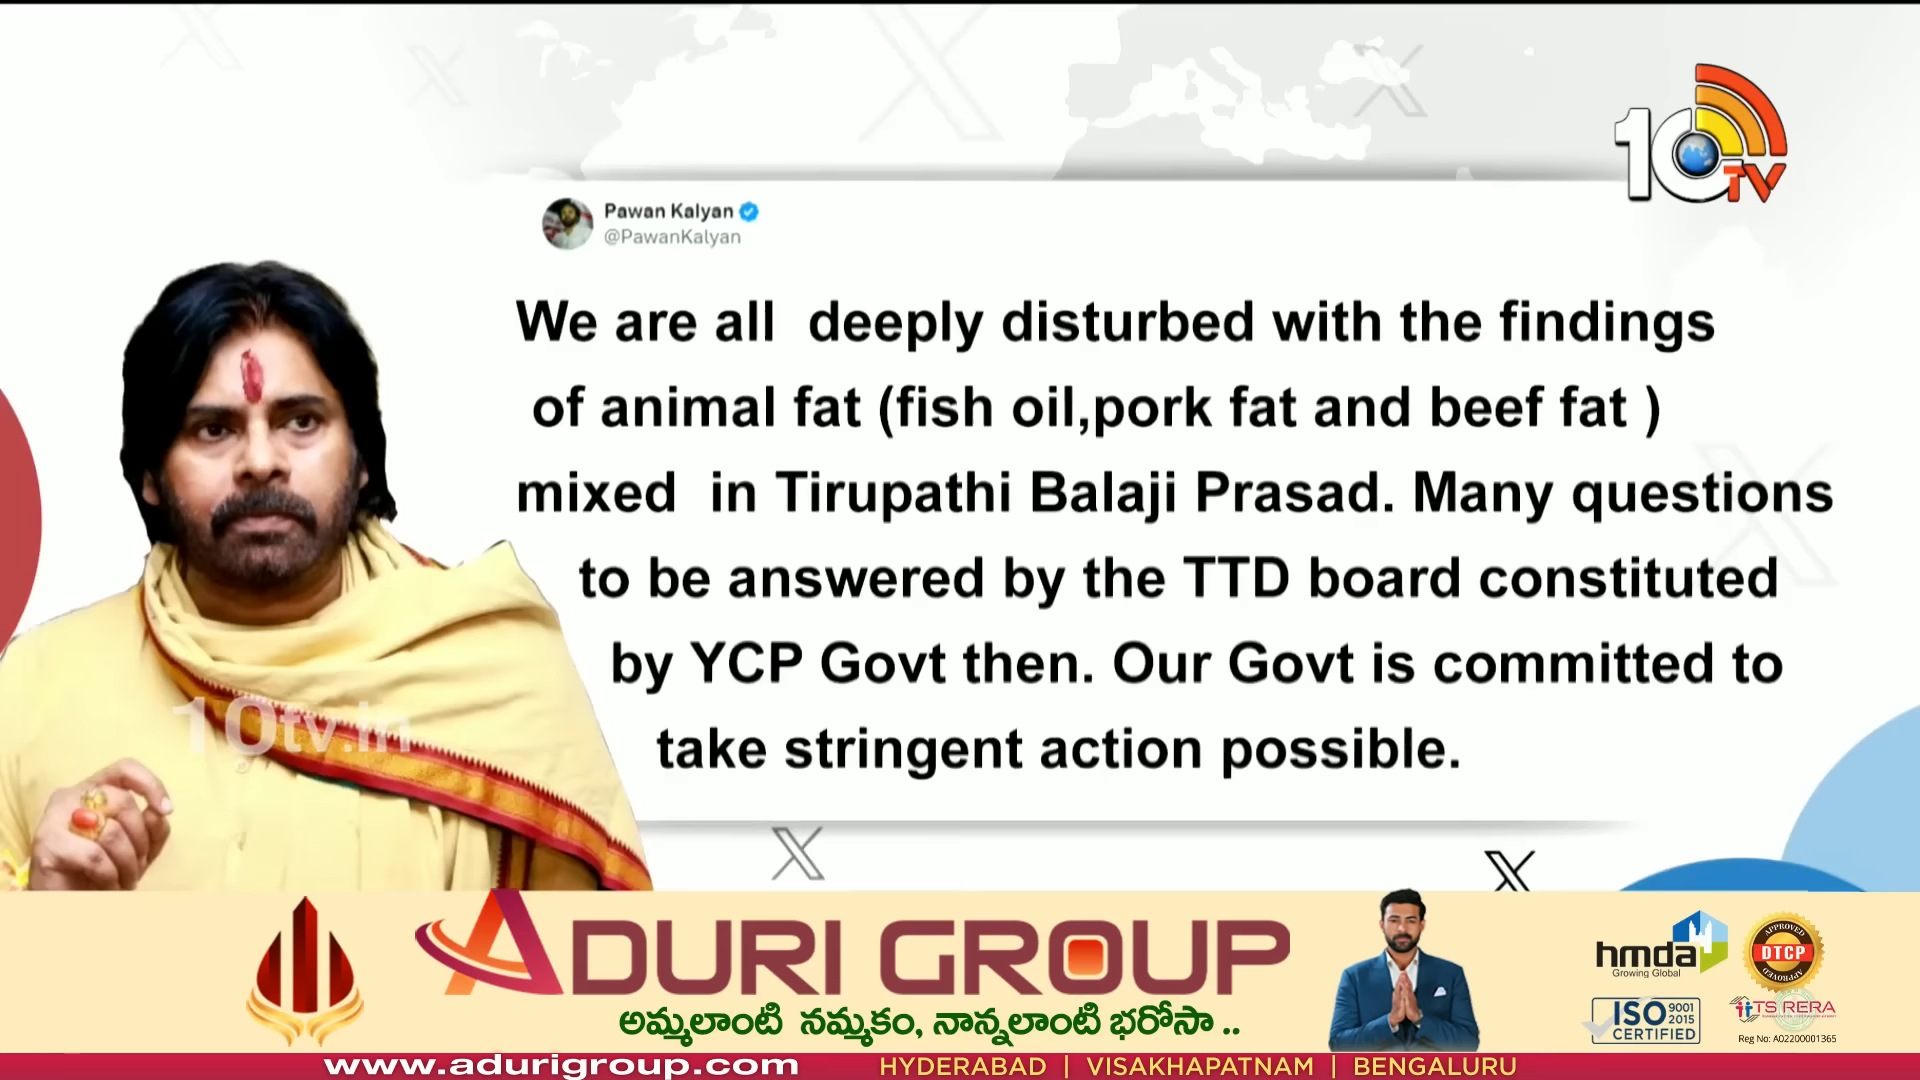 10TV
Pawan Kalyan
@PawanKalyan
We are all deeply disturbed with the findings
of animal fat (fish oil,pork fat and beef fat )
mixed in Tirupathi Balaji Prasad. Many questions
to be answered by the TTD board constituted
by YCP Govt then. Our Govt is committed to
take stringent action possible.
10tv.in
ADURI GROUP
అమ్మలాంటి నమ్మకం, నాన్నలాంటి భరోసా ..
hmda
Growing Global
APPROVED
DTCP
APPROVED
ISO 9001 2015
CERTIFIED
TS RERA
Reg No: A02200001365
www.adurigroup.com HYDERABAD | VISAKHAPATNAM | BENGALURU